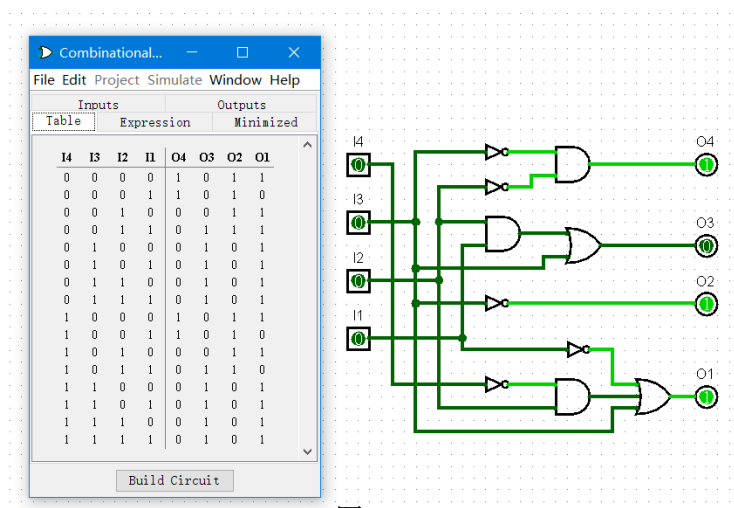 Combinational...
File Edit Project Simulate Window Help
Inputs Outputs
Table Expression Minimized
I4 I3 I2 I1 O4 O3 O2 O1
0 0 0 0 1 0 1 1
0 0 0 1 1 0 1 0
0 0 1 0 0 0 1 1
0 0 1 1 0 1 1 1
0 1 0 0 0 1 0 1
0 1 0 1 0 1 0 1
0 1 1 0 0 1 0 1
0 1 1 1 0 1 0 1
1 0 0 0 1 0 1 1
1 0 0 1 1 0 1 0
1 0 1 0 0 0 1 1
1 0 1 1 0 1 1 0
1 1 0 0 0 1 0 1
1 1 0 1 0 1 0 1
1 1 1 0 0 1 0 1
1 1 1 1 0 1 0 1
Build Circuit
I4
0
I3
0
I2
0
I1
0
O4
1
O3
0
O2
1
O1
1